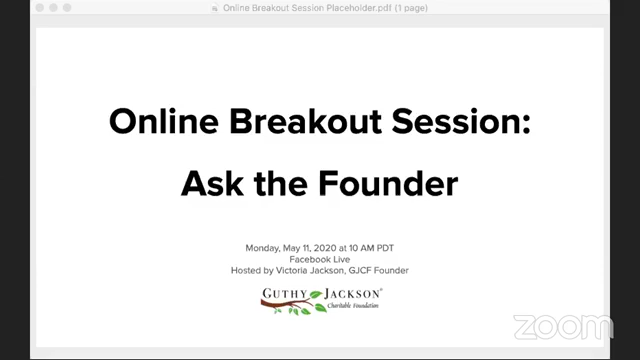 Online Breakout Session Placeholder.pdf (1 page)
Online Breakout Session:
Ask the Founder
Monday, May 11, 2020 at 10 AM PDT
Facebook Live
Hosted by Victoria Jackson, GJCF Founder
GUTHY JACKSON®
Charitable Foundation
zoom